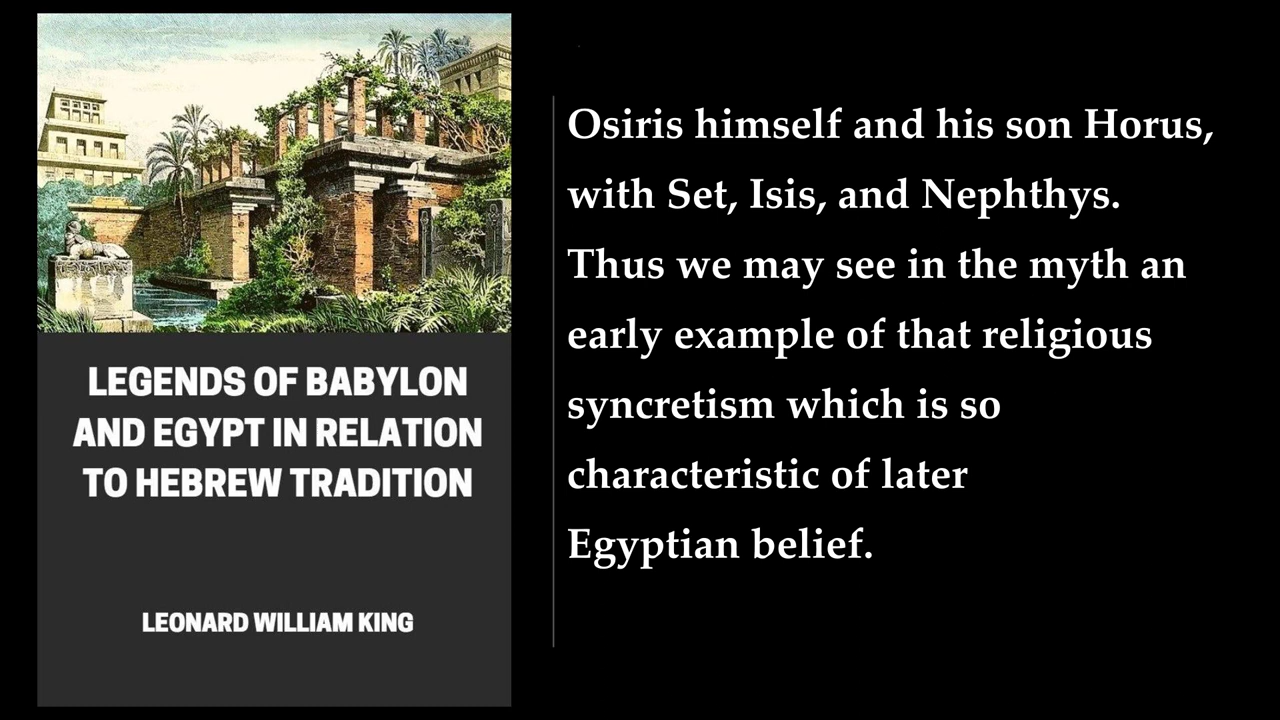 LEGENDS OF BABYLON
AND EGYPT IN RELATION
TO HEBREW TRADITION
LEONARD WILLIAM KING
Osiris himself and his son Horus,
with Set, Isis, and Nephthys.
Thus we may see in the myth an
early example of that religious
syncretism which is so
characteristic of later
Egyptian belief.